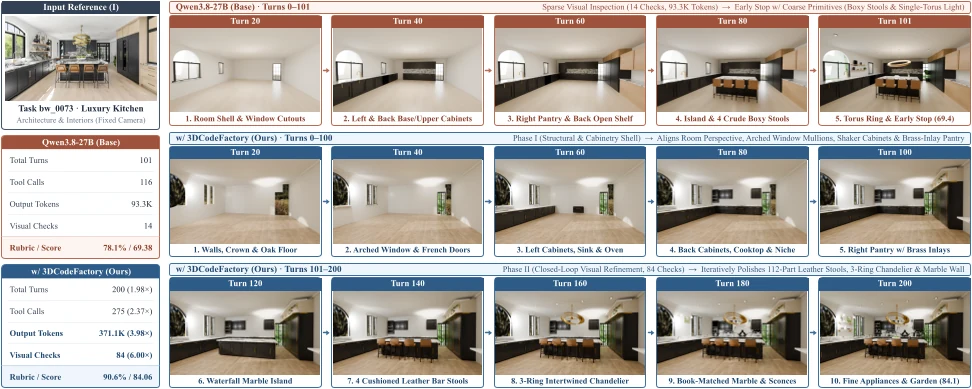 Input Reference (I)
Task bw_0073 · Luxury Kitchen
Architecture & Interiors (Fixed Camera)
Qwen3.8-27B (Base)
Total Turns 101
Tool Calls 116
Output Tokens 93.3K
Visual Checks 14
Rubric / Score 78.1% / 69.38
w/ 3DCodeFactory (Ours)
Total Turns 200 (1.98×)
Tool Calls 275 (2.37×)
Output Tokens 371.1K (3.98×)
Visual Checks 84 (6.00×)
Rubric / Score 90.6% / 84.06
Qwen3.8-27B (Base) · Turns 0–101 Sparse Visual Inspection (14 Checks, 93.3K Tokens) → Early Stop w/ Coarse Primitives (Boxy Stools & Single-Torus Light)
Turn 20 Turn 40 Turn 60 Turn 80 Turn 101
1. Room Shell & Window Cutouts 2. Left & Back Base/Upper Cabinets 3. Right Pantry & Back Open Shelf 4. Island & 4 Crude Boxy Stools 5. Torus Ring & Early Stop (69.4)
w/ 3DCodeFactory (Ours) · Turns 0–100 Phase I (Structural & Cabinetry Shell) → Aligns Room Perspective, Arched Window Mullions, Shaker Cabinets & Brass-Inlay Pantry
Turn 20 Turn 40 Turn 60 Turn 80 Turn 100
1. Walls, Crown & Oak Floor 2. Arched Window & French Doors 3. Left Cabinets, Sink & Oven 4. Back Cabinets, Cooktop & Niche 5. Right Pantry w/ Brass Inlays
w/ 3DCodeFactory (Ours) · Turns 101–200 Phase II (Closed-Loop Visual Refinement, 84 Checks) → Iteratively Polishes 112-Part Leather Stools, 3-Ring Chandelier & Marble Wall
Turn 120 Turn 140 Turn 160 Turn 180 Turn 200
6. Waterfall Marble Island 7. 4 Cushioned Leather Bar Stools 8. 3-Ring Intertwined Chandelier 9. Book-Matched Marble & Sconces 10. Fine Appliances & Garden (84.1)